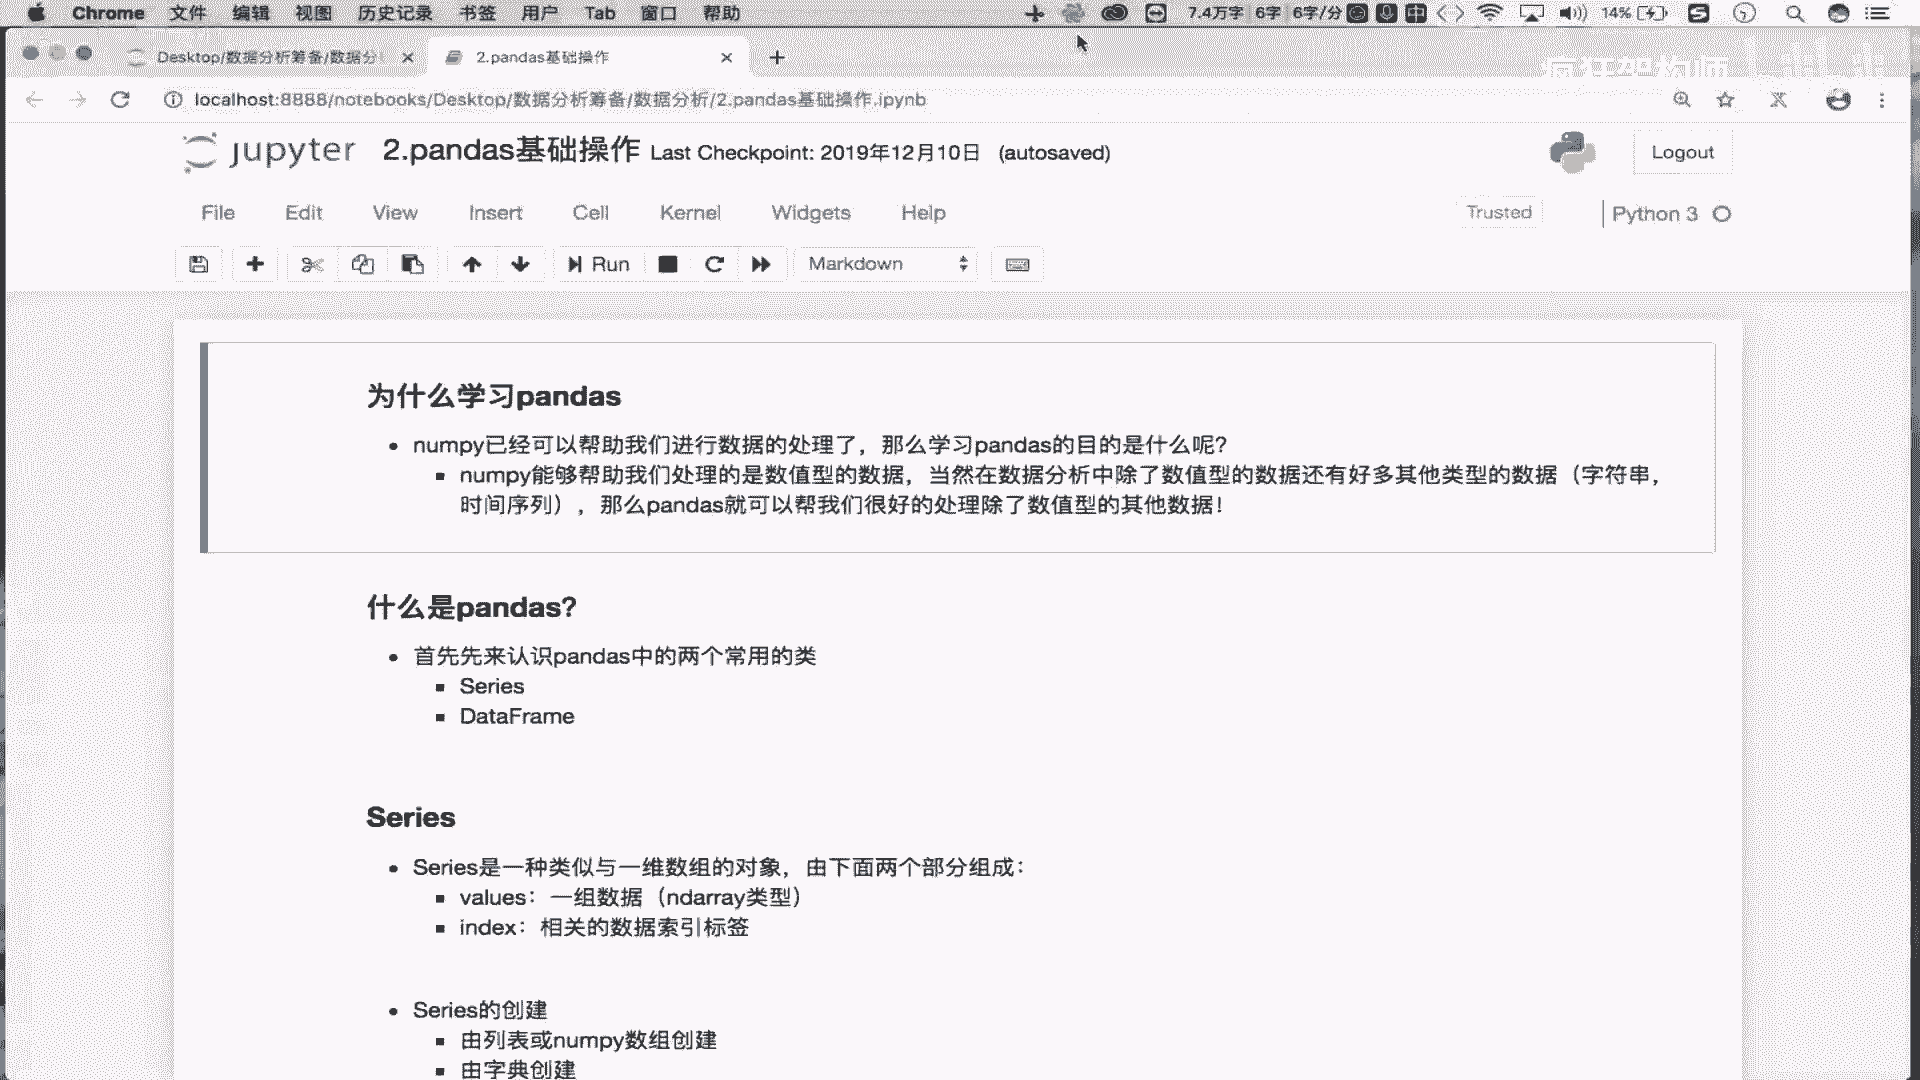 Chrome 文件 编辑 视图 历史记录 书签 用户 Tab 窗口 帮助 7.4万字 6字 6字/分 中 14%
Desktop/数据分析筹备/数据分 2.pandas基础操作
疯狂架构师
localhost:8888/notebooks/Desktop/数据分析筹备/数据分析/2.pandas基础操作.ipynb
jupyter 2.pandas基础操作 Last Checkpoint: 2019年12月10日 (autosaved) Logout
File Edit View Insert Cell Kernel Widgets Help Trusted Python 3
Run Markdown
为什么学习pandas
numpy已经可以帮助我们进行数据的处理了，那么学习pandas的目的是什么呢？
numpy能够帮助我们处理的是数值型的数据，当然在数据分析中除了数值型的数据还有好多其他类型的数据（字符串，
时间序列），那么pandas就可以帮我们很好的处理除了数值型的其他数据！
什么是pandas?
首先先来认识pandas中的两个常用的类
Series
DataFrame
Series
Series是一种类似与一维数组的对象，由下面两个部分组成：
values：一组数据（ndarray类型）
index：相关的数据索引标签
Series的创建
由列表或numpy数组创建
由字典创建